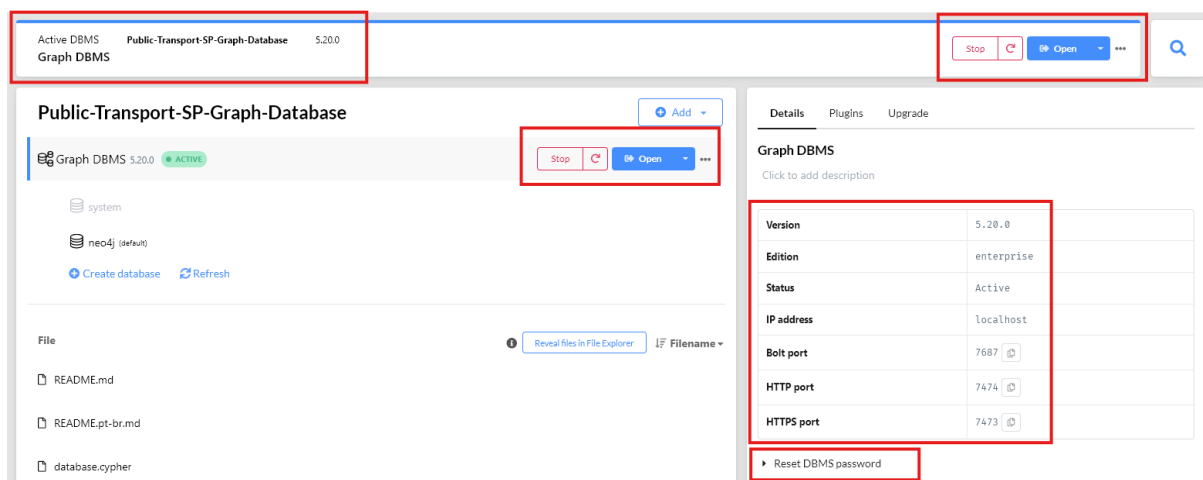 Active DBMS Public-Transport-SP-Graph-Database 5.20.0
Graph DBMS
Stop Open
Public-Transport-SP-Graph-Database
Add
Graph DBMS 5.20.0 ACTIVE
Stop Open
system
neo4j (default)
Create database Refresh
File
Reveal files in File Explorer Filename
README.md
README.pt-br.md
database.cypher
Details Plugins Upgrade
Graph DBMS
Click to add description
Version 5.20.0
Edition enterprise
Status Active
IP address localhost
Bolt port 7687
HTTP port 7474
HTTPS port 7473
Reset DBMS password